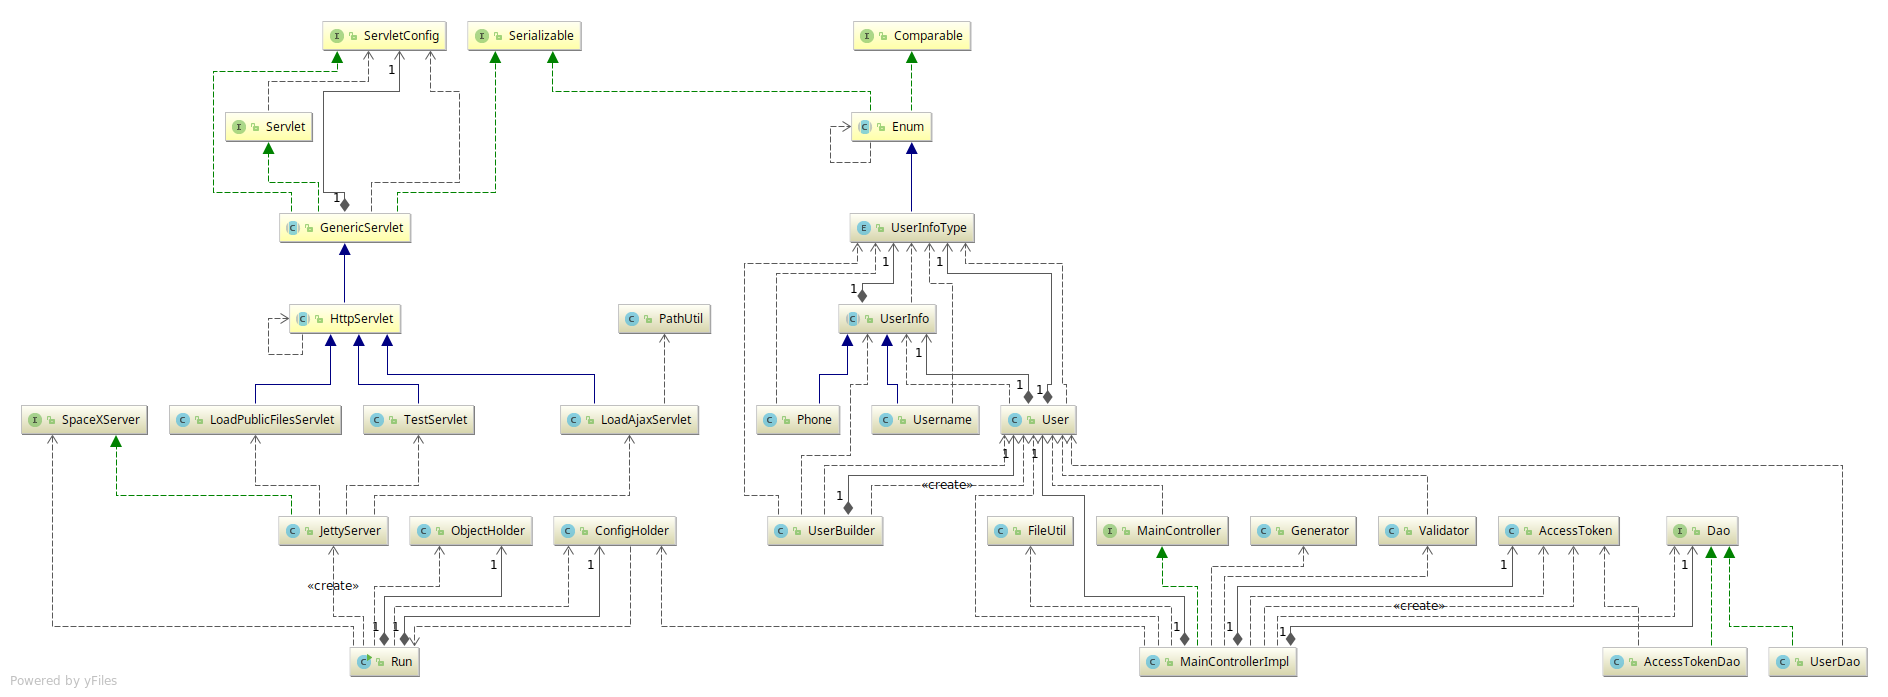 ServletConfig
Serializable
Comparable
1
Servlet
Enum
1
GenericServlet
UserInfoType
1
1
1
HttpServlet
PathUtil
UserInfo
1
1
1
SpaceXServer
LoadPublicFilesServlet
TestServlet
LoadAjaxServlet
Phone
Username
User
1
1
«create»
1
JettyServer
ObjectHolder
ConfigHolder
UserBuilder
FileUtil
MainController
Generator
Validator
AccessToken
Dao
1
1
1
1
«create»
«create»
1
1
1
1
1
Run
MainControllerImpl
AccessTokenDao
UserDao
Powered by yFiles